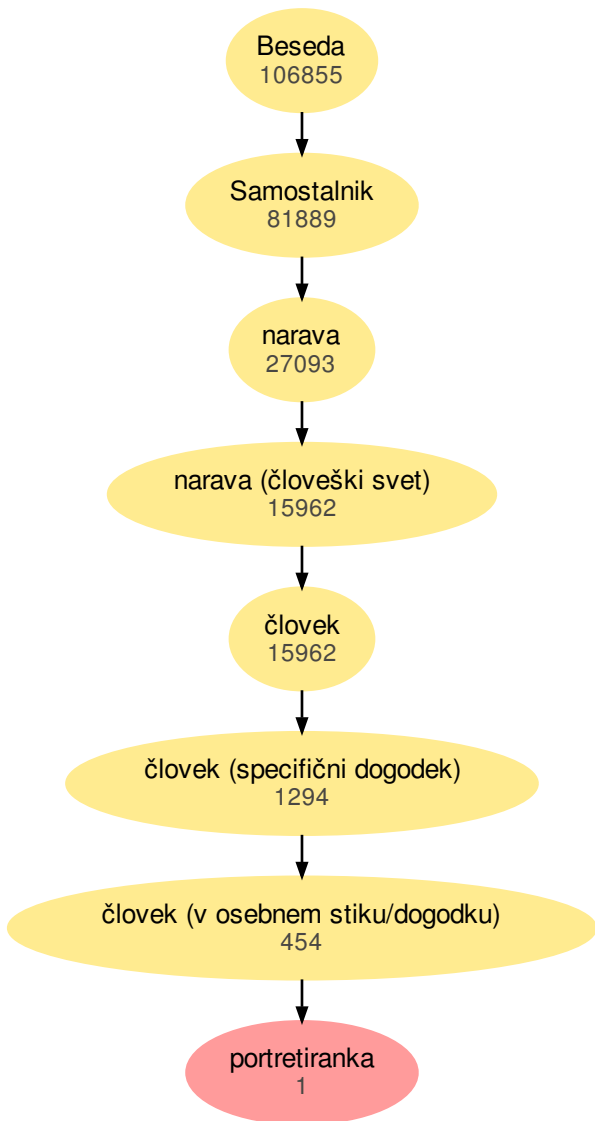 Beseda
106855
Samostalnik
81889
narava
27093
narava (človeški svet)
15962
človek
15962
človek (specifični dogodek)
1294
človek (v osebnem stiku/dogodku)
454
portretiranka
1